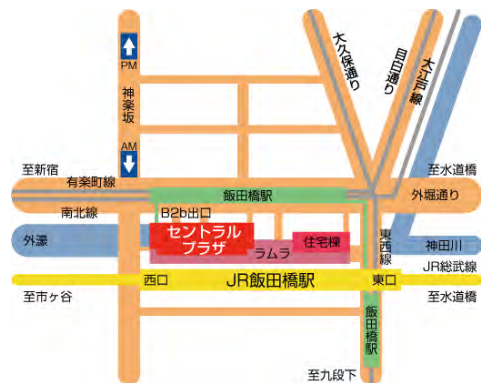 PM
神楽坂
AM
大久保通り
目白通り
大江戸線
至新宿
至水道橋
有楽町線
飯田橋駅
外堀通り
南北線
B2b出口
外濠
セントラル
プラザ
住宅棟
ラムラ
東西線
神田川
JR総武線
西口
JR飯田橋駅
東口
至市ヶ谷
至水道橋
飯田橋駅
至九段下